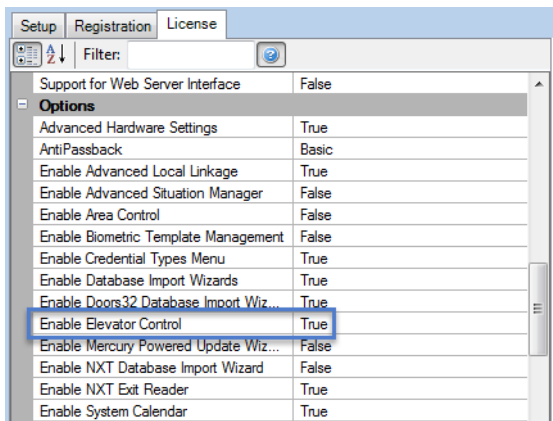 Setup Registration License
Filter:
Support for Web Server Interface False
Options
Advanced Hardware Settings True
AntiPassback Basic
Enable Advanced Local Linkage True
Enable Advanced Situation Manager False
Enable Area Control False
Enable Biometric Template Management False
Enable Credential Types Menu True
Enable Database Import Wizards True
Enable Doors32 Database Import Wiz... True
Enable Elevator Control True
Enable Mercury Powered Update Wiz... False
Enable NXT Database Import Wizard False
Enable NXT Exit Reader True
Enable System Calendar True